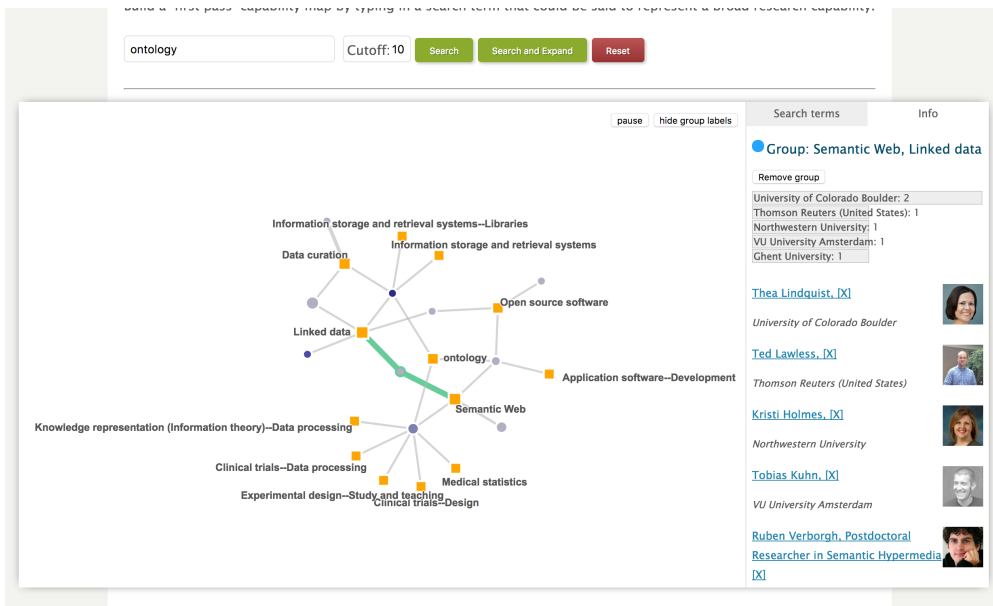 Build a "first pass" capability map by typing in a search term that could be said to represent a broad research capability.
ontology
Cutoff: 10
Search
Search and Expand
Reset
pause
hide group labels
Search terms
Info
Group: Semantic Web, Linked data
Remove group
University of Colorado Boulder: 2
Thomson Reuters (United States): 1
Northwestern University: 1
VU University Amsterdam: 1
Ghent University: 1
Thea Lindquist, [X]
University of Colorado Boulder
Ted Lawless, [X]
Thomson Reuters (United States)
Kristi Holmes, [X]
Northwestern University
Tobias Kuhn, [X]
VU University Amsterdam
Ruben Verborgh, Postdoctoral
Researcher in Semantic Hypermedia
[X]
Information storage and retrieval systems--Libraries
Information storage and retrieval systems
Data curation
Open source software
Linked data
ontology
Application software--Development
Semantic Web
Knowledge representation (Information theory)--Data processing
Clinical trials--Data processing
Medical statistics
Experimental design--Study and teaching
Clinical trials--Design